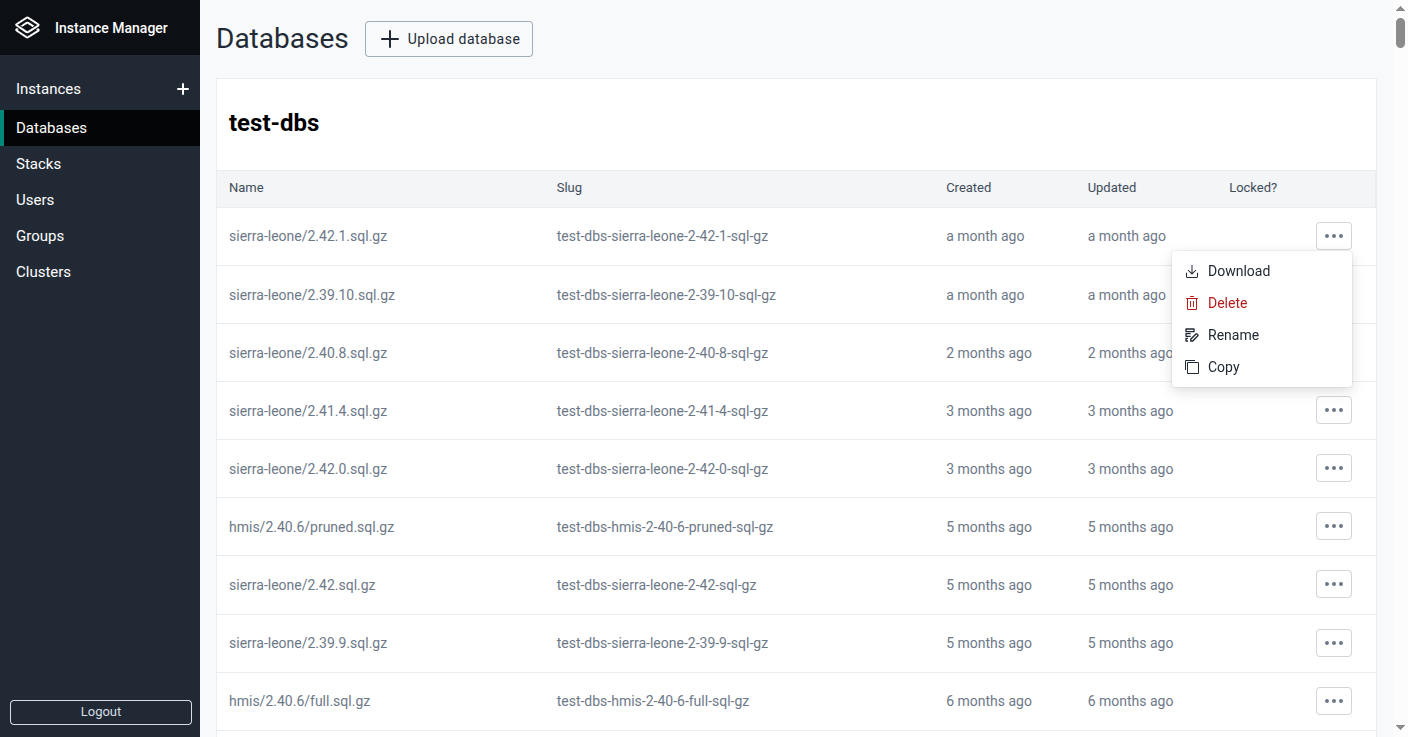 Instance Manager
Instances
Databases
Stacks
Users
Groups
Clusters
Logout
Databases
Upload database
test-dbs
Name Slug Created Updated Locked?
sierra-leone/2.42.1.sql.gz test-dbs-sierra-leone-2-42-1-sql-gz a month ago a month ago
sierra-leone/2.39.10.sql.gz test-dbs-sierra-leone-2-39-10-sql-gz a month ago a month ago
sierra-leone/2.40.8.sql.gz test-dbs-sierra-leone-2-40-8-sql-gz 2 months ago 2 months ago
sierra-leone/2.41.4.sql.gz test-dbs-sierra-leone-2-41-4-sql-gz 3 months ago 3 months ago
sierra-leone/2.42.0.sql.gz test-dbs-sierra-leone-2-42-0-sql-gz 3 months ago 3 months ago
hmis/2.40.6/pruned.sql.gz test-dbs-hmis-2-40-6-pruned-sql-gz 5 months ago 5 months ago
sierra-leone/2.42.sql.gz test-dbs-sierra-leone-2-42-sql-gz 5 months ago 5 months ago
sierra-leone/2.39.9.sql.gz test-dbs-sierra-leone-2-39-9-sql-gz 5 months ago 5 months ago
hmis/2.40.6/full.sql.gz test-dbs-hmis-2-40-6-full-sql-gz 6 months ago 6 months ago
Download
Delete
Rename
Copy